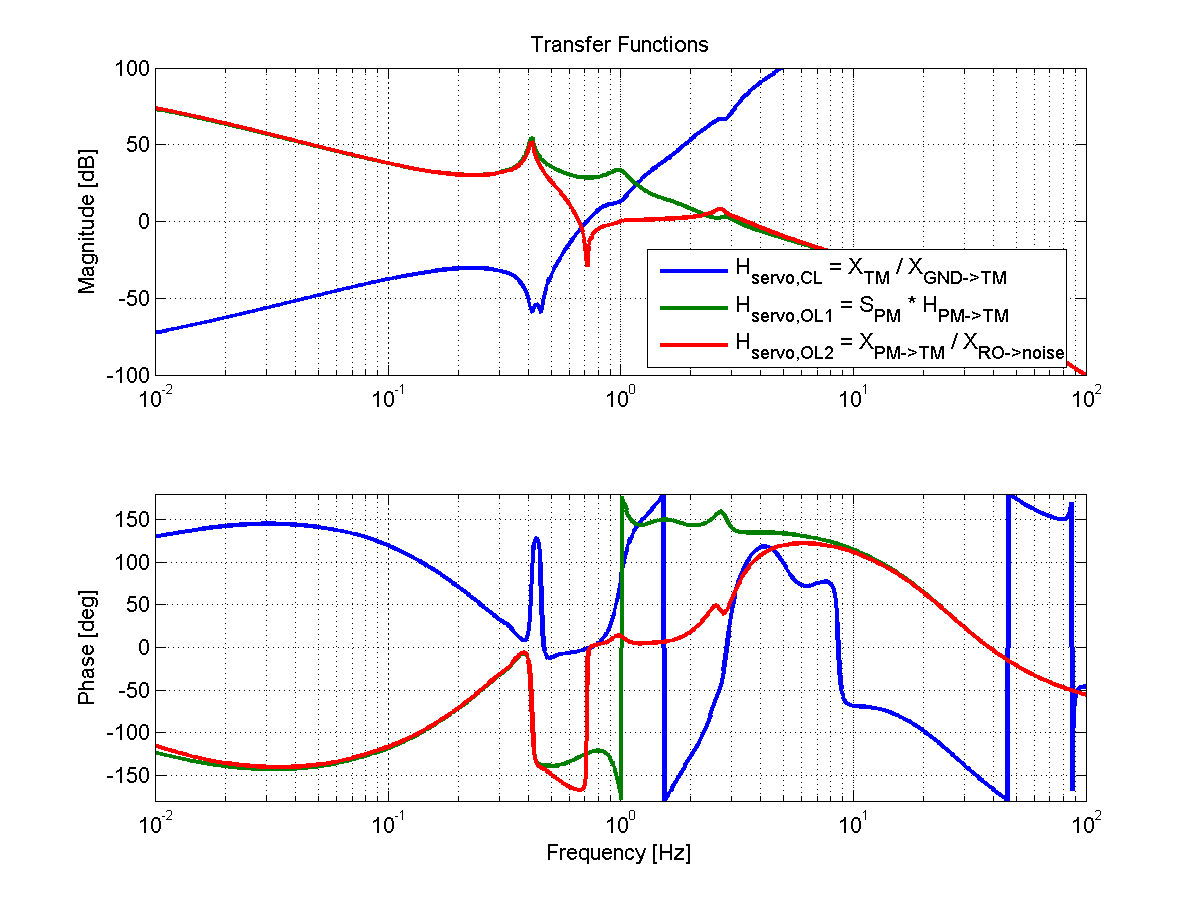 Transfer Functions
100
50
0
-50
-100
Magnitude [dB]
H_servo,CL = X_TM / X_GND->TM
H_servo,OL1 = S_PM * H_PM->TM
H_servo,OL2 = X_PM->TM / X_RO->noise
10^-2 10^-1 10^0 10^1 10^2
150
100
50
0
-50
-100
-150
Phase [deg]
10^-2 10^-1 10^0 10^1 10^2
Frequency [Hz]